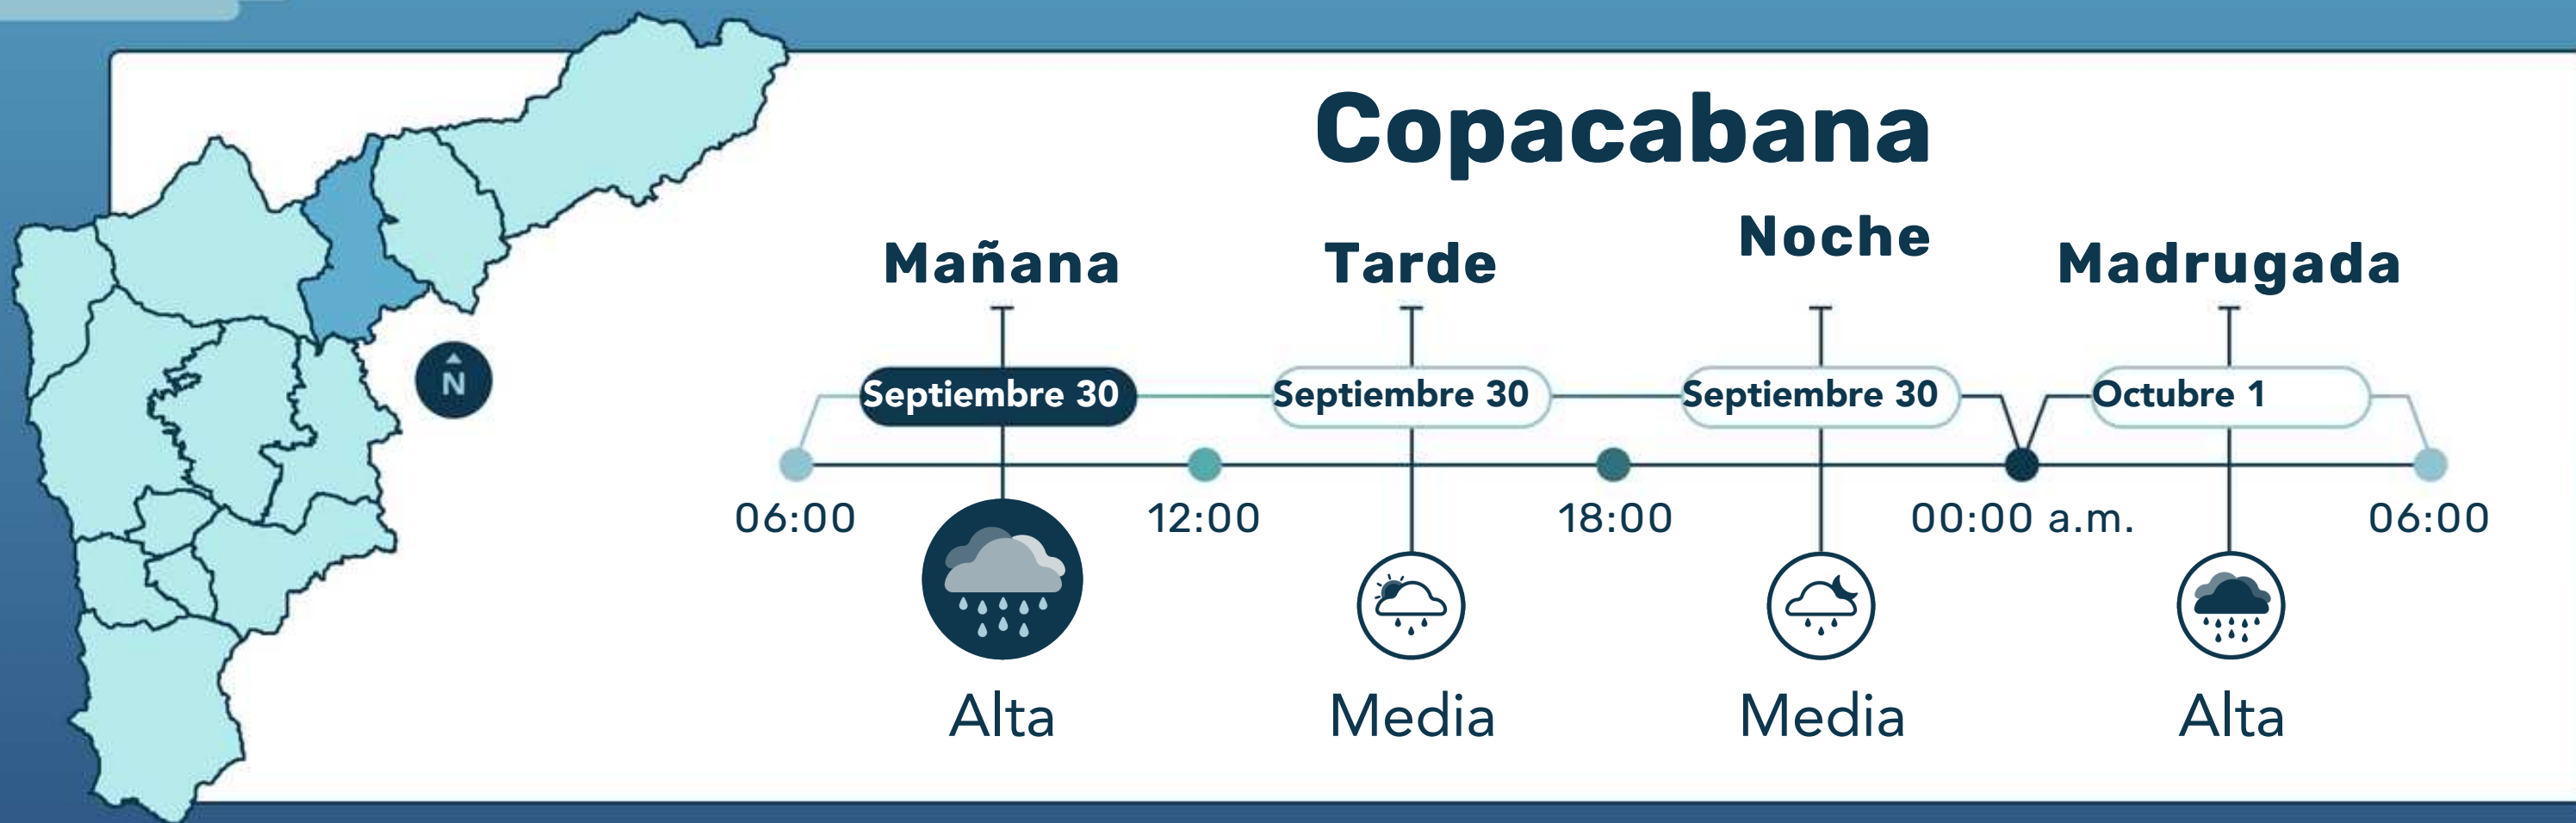 Copacabana
Mañana
Tarde
Noche
Madrugada
Septiembre 30
Septiembre 30
Septiembre 30
Octubre 1
N
06:00
12:00
18:00
00:00 a.m.
06:00
Alta
Media
Media
Alta